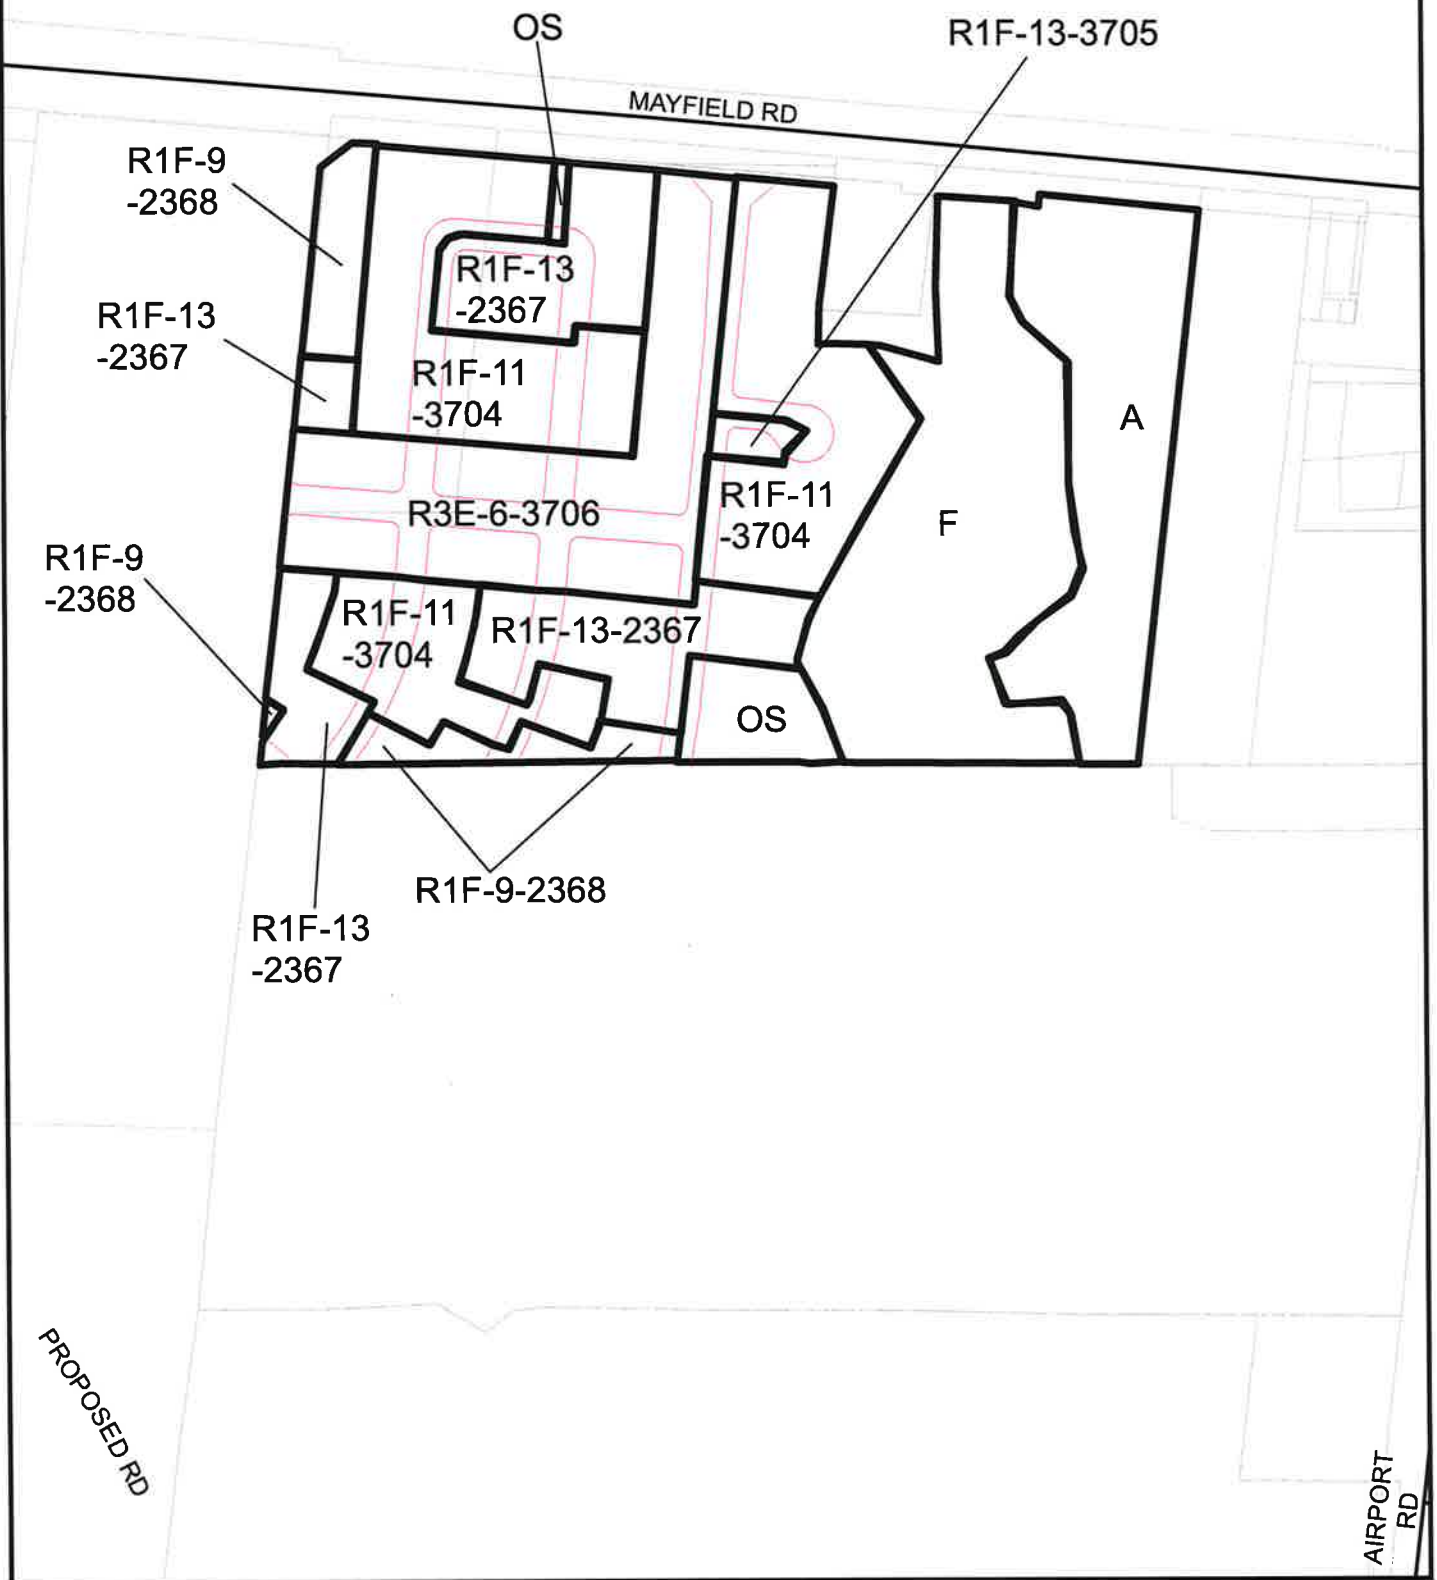 OS
R1F-13-3705
MAYFIELD RD
R1F-9
-2368
R1F-13
-2367
R1F-13
-2367
R1F-11
-3704
A
R3E-6-3706
R1F-11
-3704
F
R1F-9
-2368
R1F-11
-3704
R1F-13-2367
OS
R1F-9-2368
R1F-13
-2367
PROPOSED RD
AIRPORT
RD